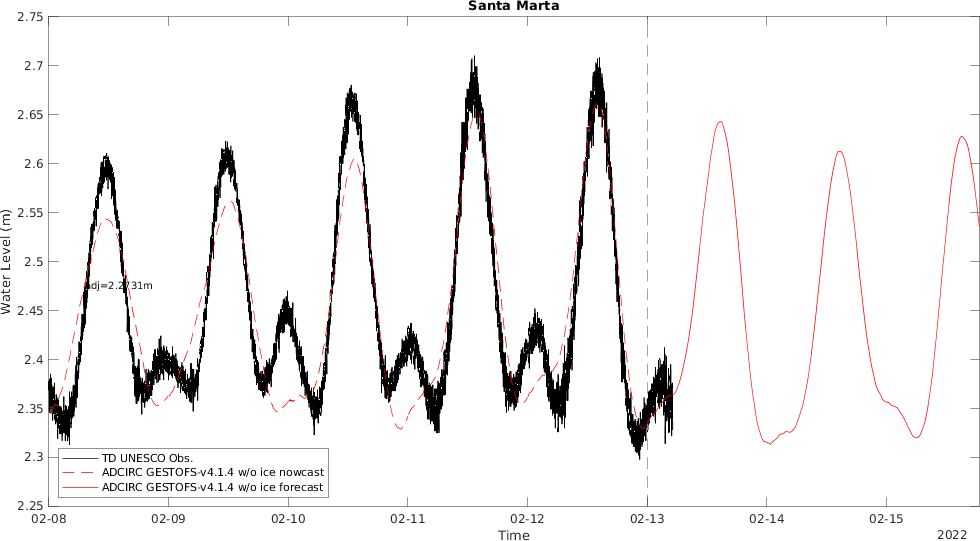 Santa Marta
2.75
2.7
2.65
2.6
2.55
2.5
2.45
2.4
2.35
2.3
2.25
Water Level (m)
adj=2.2731m
TD UNESCO Obs.
ADCIRC GESTOFS-v4.1.4 w/o ice nowcast
ADCIRC GESTOFS-v4.1.4 w/o ice forecast
02-08 02-09 02-10 02-11 02-12 02-13 02-14 02-15
Time
2022